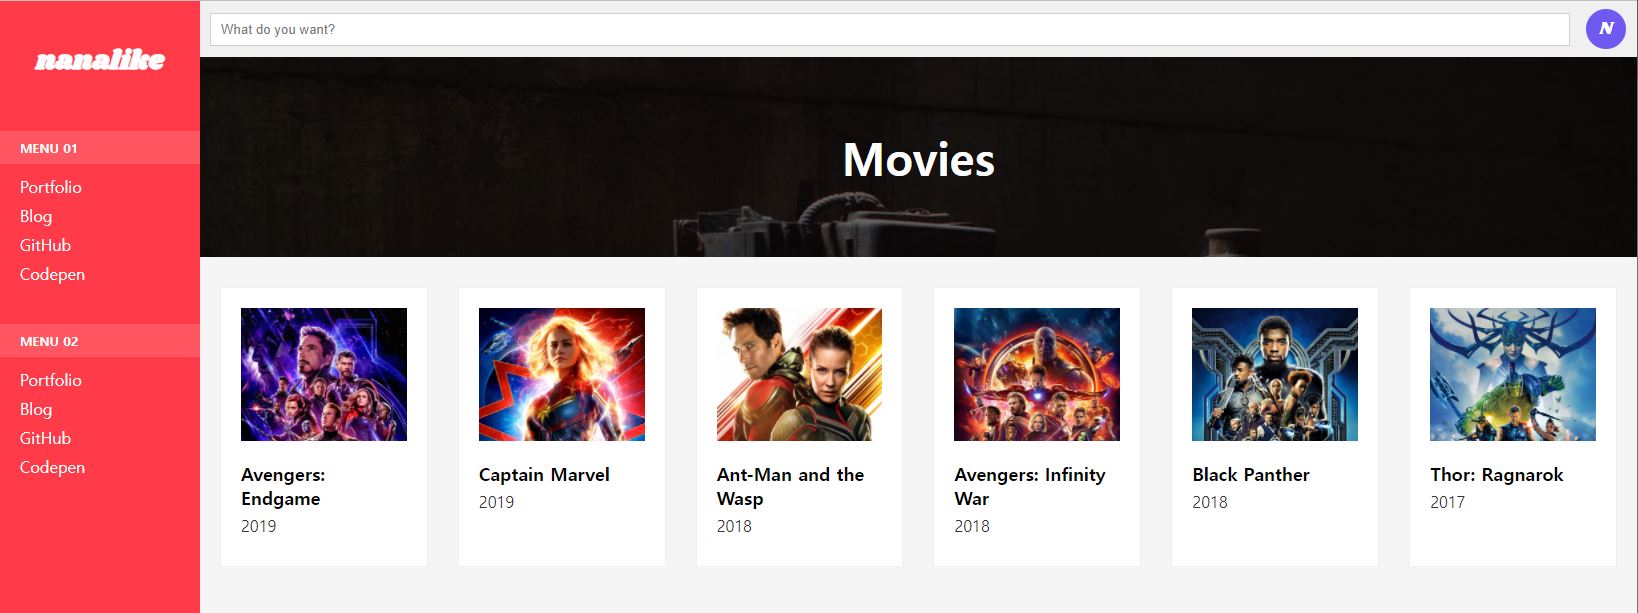 nanalike
What do you want?
N
MENU 01
Portfolio
Blog
GitHub
Codepen
MENU 02
Portfolio
Blog
GitHub
Codepen
Movies
Avengers:
Endgame
2019
Captain Marvel
2019
Ant-Man and the
Wasp
2018
Avengers: Infinity
War
2018
Black Panther
2018
Thor: Ragnarok
2017